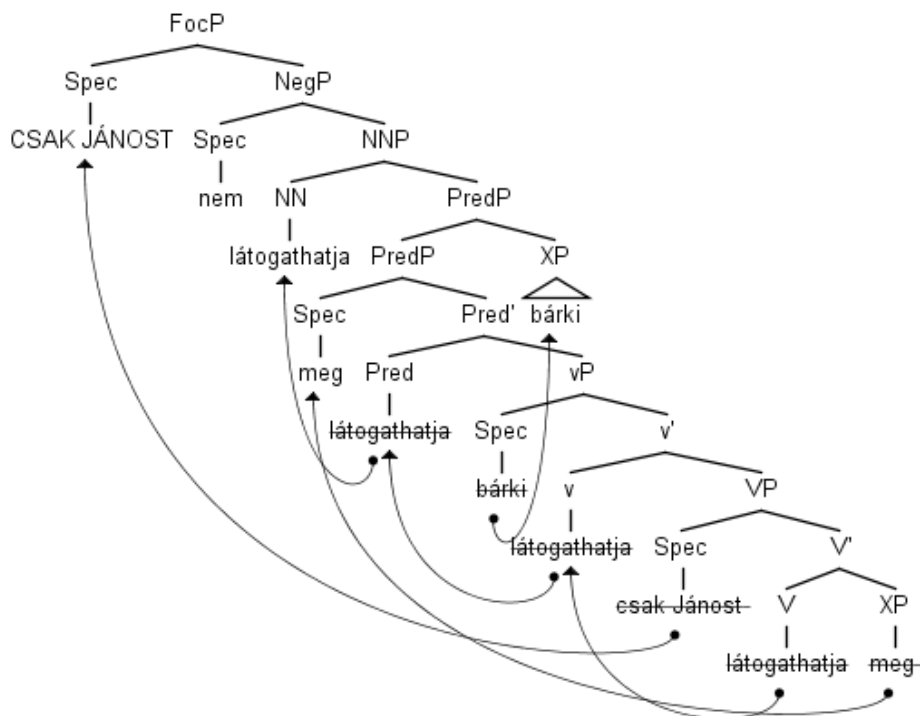 FocP
Spec NegP
CSAK JÁNOST Spec NNP
nem NN PredP
látogathatja PredP XP
Spec Pred' bárki
meg Pred vP
látogathatja Spec v'
bárki v VP
látogathatja Spec V'
csak Jánost V XP
látogathatja meg